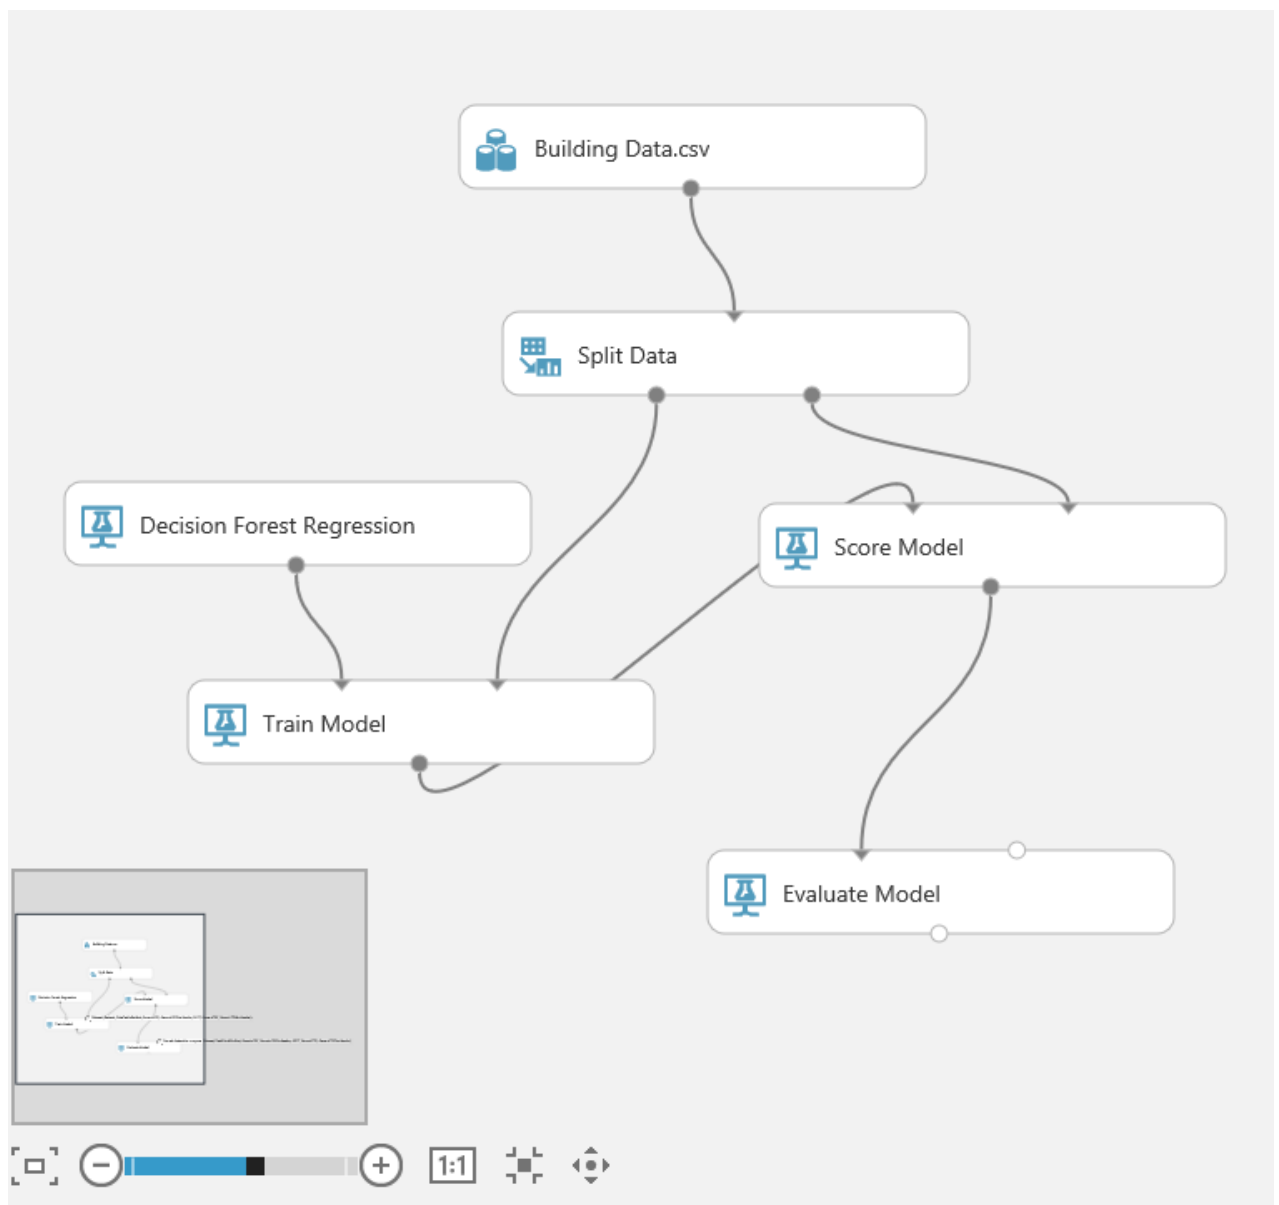 Building Data.csv
Split Data
Decision Forest Regression
Score Model
Train Model
Evaluate Model
1:1